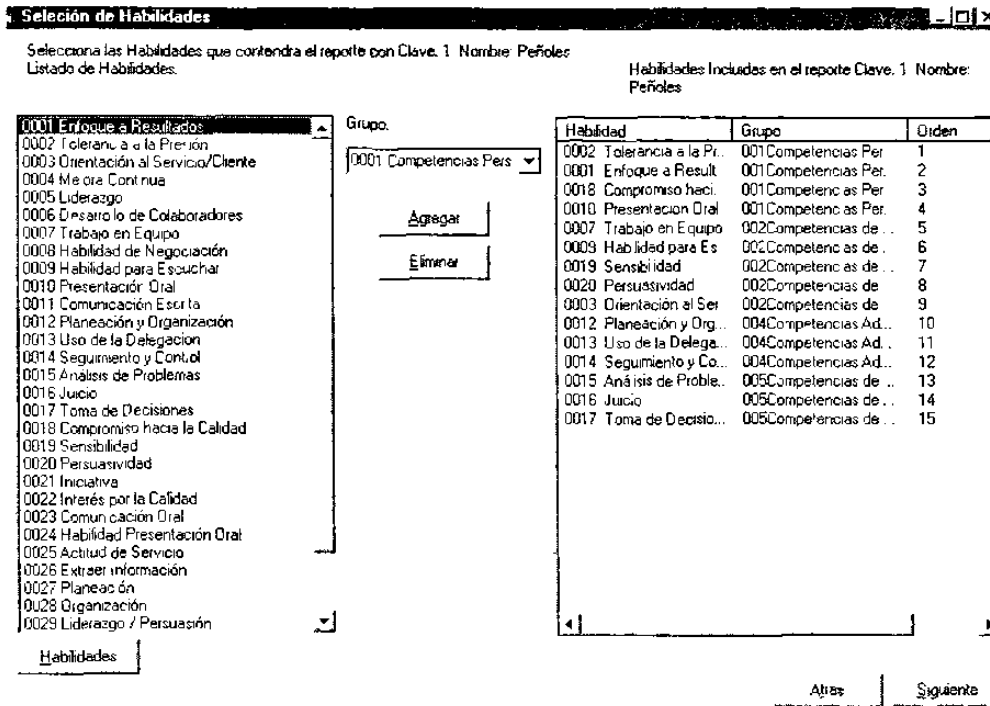 Seleción de Habilidades
Selecciona las Habilidades que contendra el reporte con Clave. 1 Nombre: Peñoles
Listado de Habilidades.
Habilidades Incluidas en el reporte Clave. 1 Nombre:
Peñoles
0001 Enfoque a Resultados
0002 Tolerancia a la Presión
0003 Orientación al Servicio/Cliente
0004 Mejora Continua
0005 Liderazgo
0006 Desarrollo de Colaboradores
0007 Trabajo en Equipo
0008 Habilidad de Negociación
0009 Habilidad para Escuchar
0010 Presentación Oral
0011 Comunicación Escrita
0012 Planeación y Organización
0013 Uso de la Delegacion
0014 Seguimiento y Control
0015 Análisis de Problemas
0016 Juicio
0017 Toma de Decisiones
0018 Compromiso hacia la Calidad
0019 Sensibilidad
0020 Persuasividad
0021 Iniciativa
0022 Interés por la Calidad
0023 Comunicación Oral
0024 Habilidad Presentación Oral
0025 Actitud de Servicio
0026 Extraer información
0027 Planeación
0028 Organización
0029 Liderazgo / Persuasión
Habilidades
Grupo.
0001 Competencias Pers
Agregar
Eliminar
Habilidad Grupo Orden
0002 Tolerancia a la Pr... 001Competencias Per 1
0001 Enfoque a Result 001Competencias Per. 2
0018 Compromiso haci. 001Competencias Per 3
0010 Presentacion Oral 001Competencias Per. 4
0007 Trabajo en Equipo 002Competencias de ... 5
0009 Habilidad para Es 002Competencias de .. 6
0019 Sensibilidad 002Competencias de ... 7
0020 Persuasividad 002Competencias de 8
0003 Orientación al Ser 002Competencias de 9
0012 Planeación y Org... 004Competencias Ad... 10
0013 Uso de la Delega... 004Competencias Ad... 11
0014 Seguimiento y Co... 004Competencias Ad... 12
0015 Análisis de Proble.. 005Competencias de .. 13
0016 Juicio 005Competencias de ... 14
0017 Toma de Decisio... 005Competencias de ... 15
Atras Siguiente